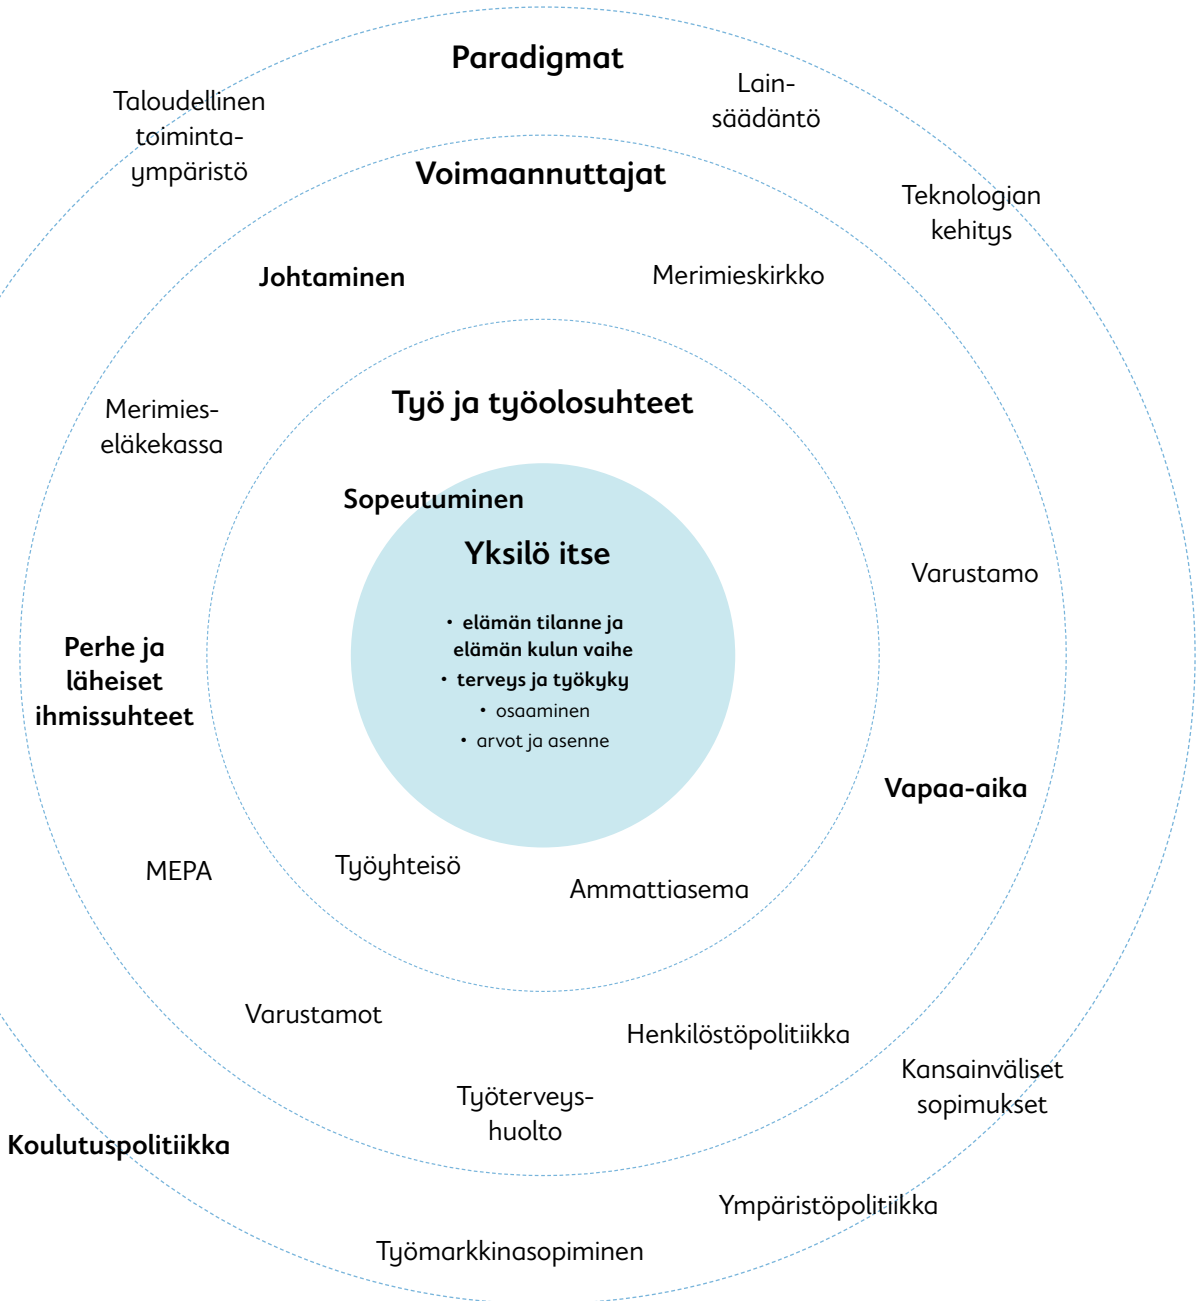 Paradigmat
Lain-
säädäntö
Taloudellinen
toiminta-
ympäristö
Voimaannuttajat
Teknologian
kehitys
Johtaminen
Merimieskirkko
Työ ja työolosuhteet
Merimies-
eläkekassa
Sopeutuminen
Yksilö itse
Varustamo
• elämän tilanne ja
elämän kulun vaihe
• terveys ja työkyky
• osaaminen
• arvot ja asenne
Perhe ja
läheiset
ihmissuhteet
Vapaa-aika
MEPA
Työyhteisö
Ammattiasema
Varustamot
Henkilöstöpolitiikka
Kansainväliset
sopimukset
Työterveys-
huolto
Koulutuspolitiikka
Ympäristöpolitiikka
Työmarkkinasopiminen